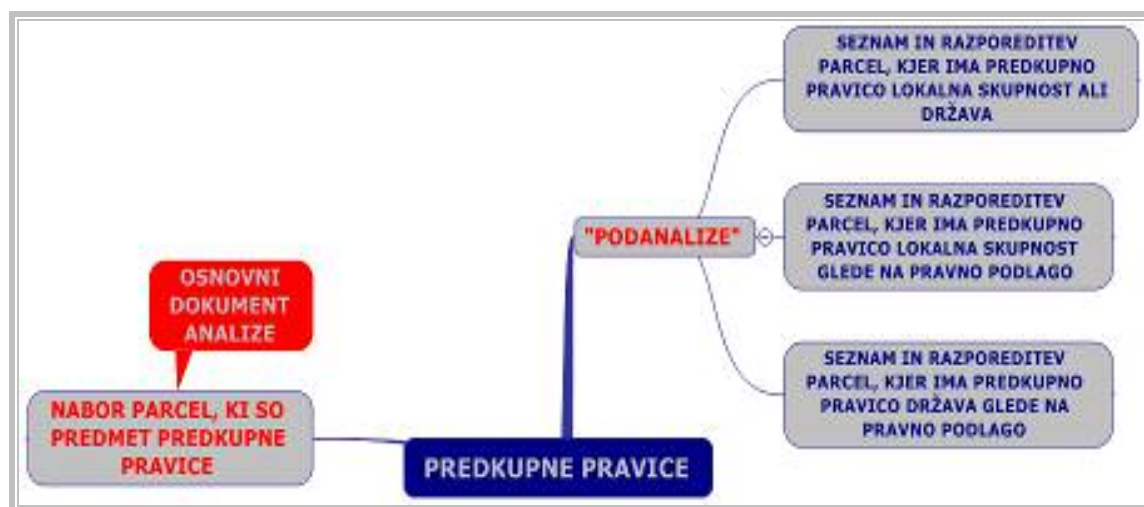 SEZNAM IN RAZPOREDITEV
PARCEL, KJER IMA PREDKUPNO
PRAVICO LOKALNA SKUPNOST ALI
DRŽAVA
SEZNAM IN RAZPOREDITEV
PARCEL, KJER IMA PREDKUPNO
PRAVICO LOKALNA SKUPNOST
GLEDE NA PRAVNO PODLAGO
"PODANALIZE"
OSNOVNI
DOKUMENT
ANALIZE
SEZNAM IN RAZPOREDITEV
PARCEL, KJER IMA PREDKUPNO
PRAVICO DRŽAVA GLEDE NA
PRAVNO PODLAGO
NABOR PARCEL, KI SO
PREDMET PREDKUPNE
PRAVICE
PREDKUPNE PRAVICE